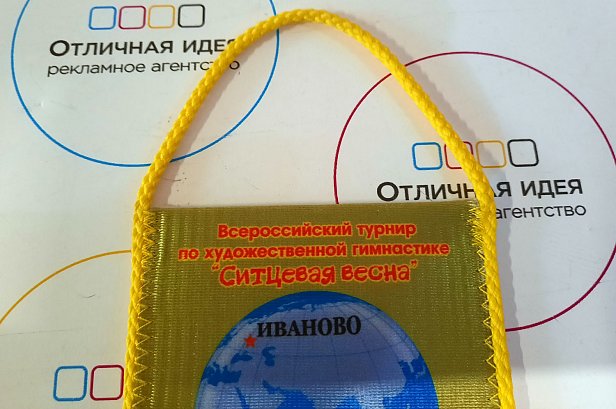 ОТЛИЧНАЯ ИДЕЯ
рекламное агентство
ОТЛИЧНАЯ ИДЕЯ
агентство
Всероссийский турнир
по художественной гимнастике
"СИТЦЕВАЯ ВЕСНА"
ИВАНОВО